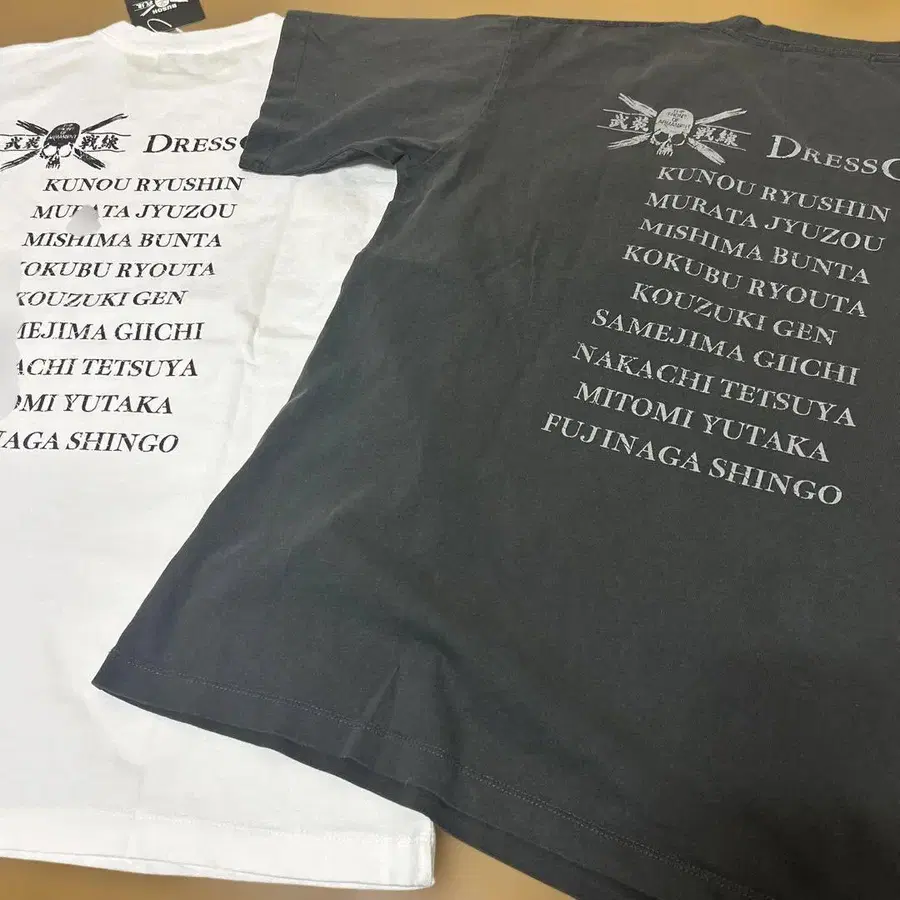 武装 戦線 DRESSC
KUNOU RYUSHIN
MURATA JYUZOU
MISHIMA BUNTA
KOKUBU RYOUTA
KOUZUKI GEN
MEJIMA GIICHI
ACHI TETSUYA
OMI YUTAKA
NAGA SHINGO
武装 戦線 DRESSC
KUNOU RYUSHIN
MURATA JYUZOU
MISHIMA BUNTA
KOKUBU RYOUTA
KOUZUKI GEN
SAMEJIMA GIICHI
NAKACHI TETSUYA
MITOMI YUTAKA
FUJINAGA SHINGO